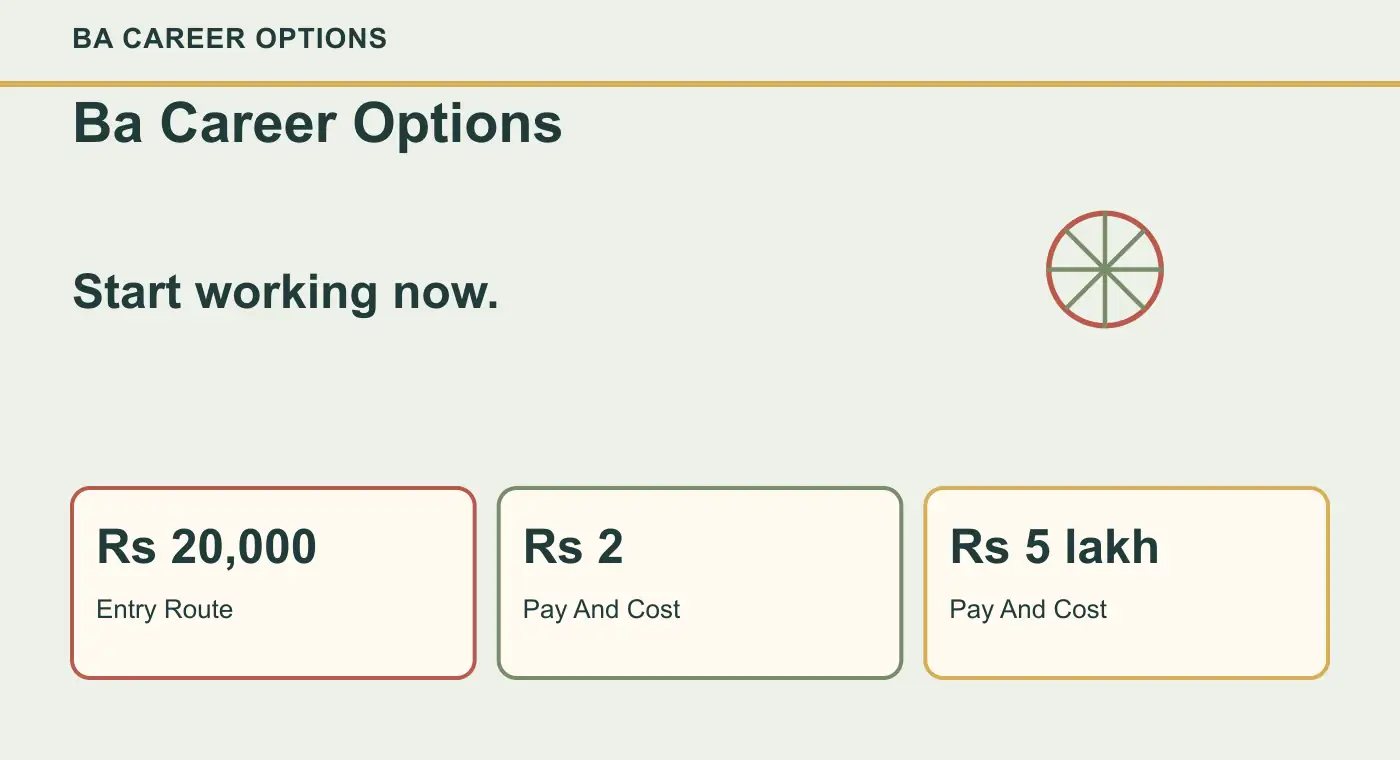 BA CAREER OPTIONS
Ba Career Options
Start working now.
Rs 20,000
Entry Route
Rs 2
Pay And Cost
Rs 5 lakh
Pay And Cost